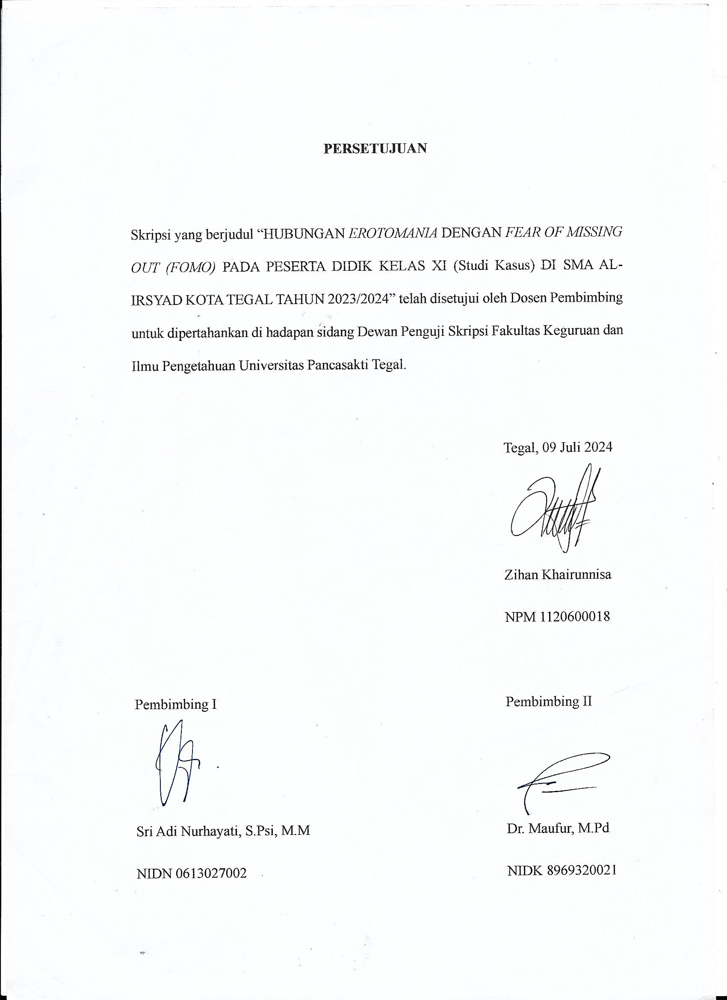 PERSETUJUAN
Skripsi yang berjudul “HUBUNGAN EROTOMANIA DENGAN FEAR OF MISSING
OUT (FOMO) PADA PESERTA DIDIK KELAS XI (Studi Kasus) DI SMA AL-
IRSYAD KOTA TEGAL TAHUN 2023/2024” telah disetujui oleh Dosen Pembimbing
untuk dipertahankan di hadapan sidang Dewan Penguji Skripsi Fakultas Keguruan dan
Ilmu Pengetahuan Universitas Pancasakti Tegal.
Tegal, 09 Juli 2024
Zihan Khairunnisa
NPM 1120600018
Pembimbing I
Pembimbing II
Sri Adi Nurhayati, S.Psi, M.M
Dr. Maufur, M.Pd
NIDN 0613027002
NIDK 8969320021